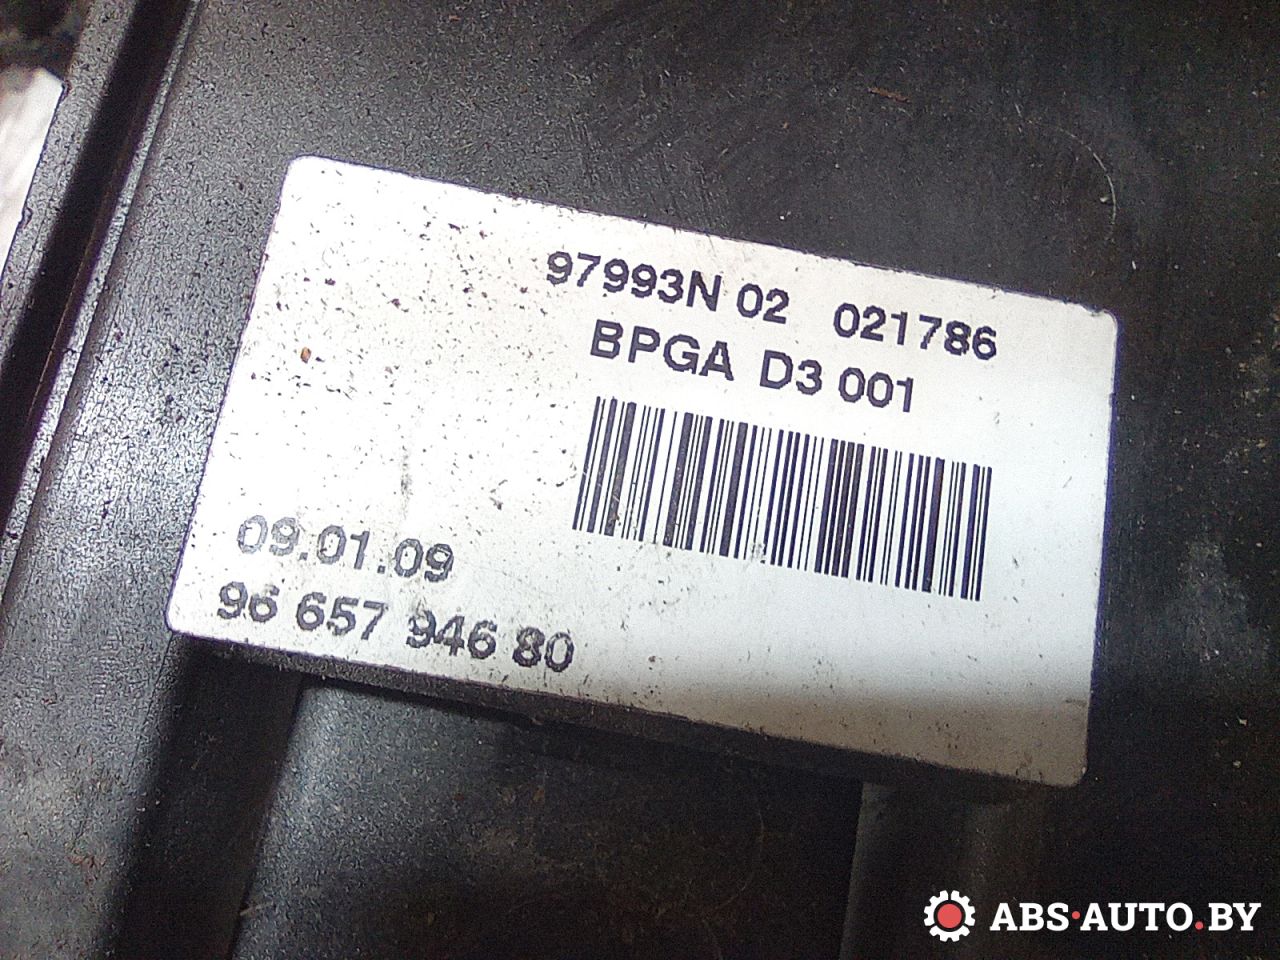 97993N 02 021786
BPGA D3 001
09.01.09
96 657 946 80
ABS·AUTO.BY